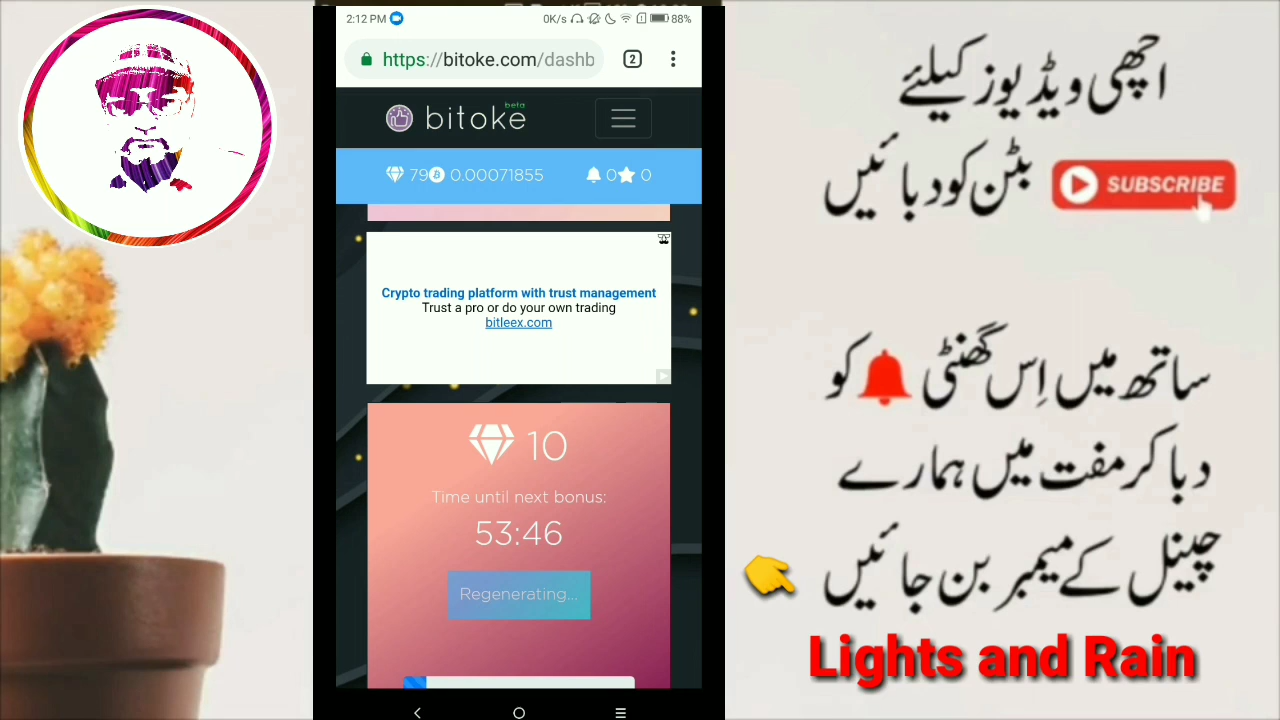 2:12 PM 0K/s 88%
https://bitoke.com/dashb 2
bitoke beta
79 0.00071855 0 0
Crypto trading platform with trust management
Trust a pro or do your own trading
bitleex.com
10
Time until next bonus:
53:46
Regenerating...
اچھی ویڈیوز کیلئے
بٹن کو دبائیں SUBSCRIBE
ساتھ میں اِس گھنٹی کو
دبا کر مفت میں ہمارے
چینل کے میمبر بن جائیں
Lights and Rain